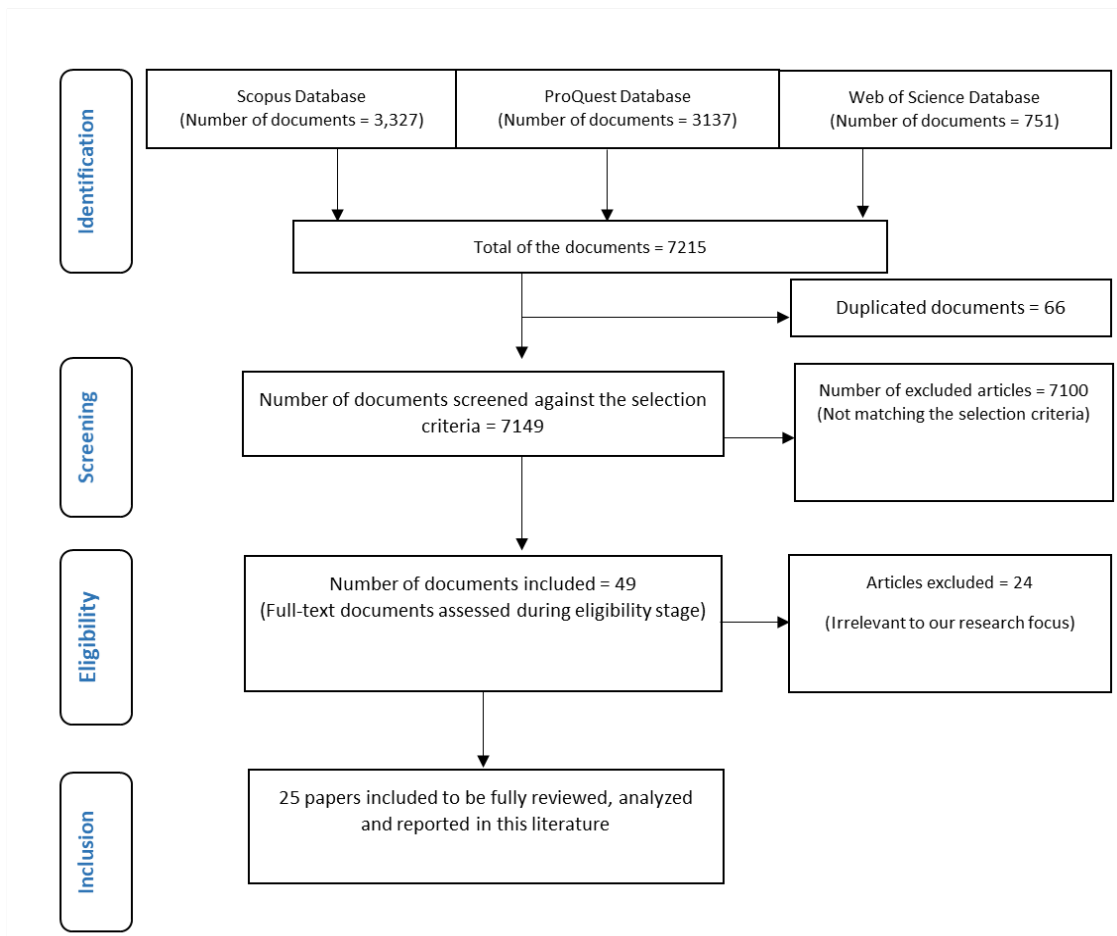 Identification
Scopus Database
(Number of documents = 3,327)
ProQuest Database
(Number of documents = 3137)
Web of Science Database
(Number of documents = 751)
Total of the documents = 7215
Duplicated documents = 66
Screening
Number of documents screened against the selection
criteria = 7149
Number of excluded articles = 7100
(Not matching the selection criteria)
Eligibility
Number of documents included = 49
(Full-text documents assessed during eligibility stage)
Articles excluded = 24
(Irrelevant to our research focus)
Inclusion
25 papers included to be fully reviewed, analyzed
and reported in this literature